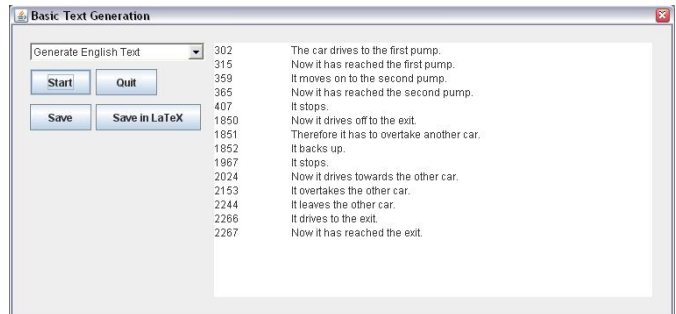 Basic Text Generation
Generate English Text
Start Quit
Save Save in LaTeX
302 The car drives to the first pump.
315 Now it has reached the first pump.
359 It moves on to the second pump.
365 Now it has reached the second pump.
407 It stops.
1850 Now it drives off to the exit.
1851 Therefore it has to overtake another car.
1852 It backs up.
1967 It stops.
2024 Now it drives towards the other car.
2153 It overtakes the other car.
2244 It leaves the other car.
2266 It drives to the exit.
2267 Now it has reached the exit.